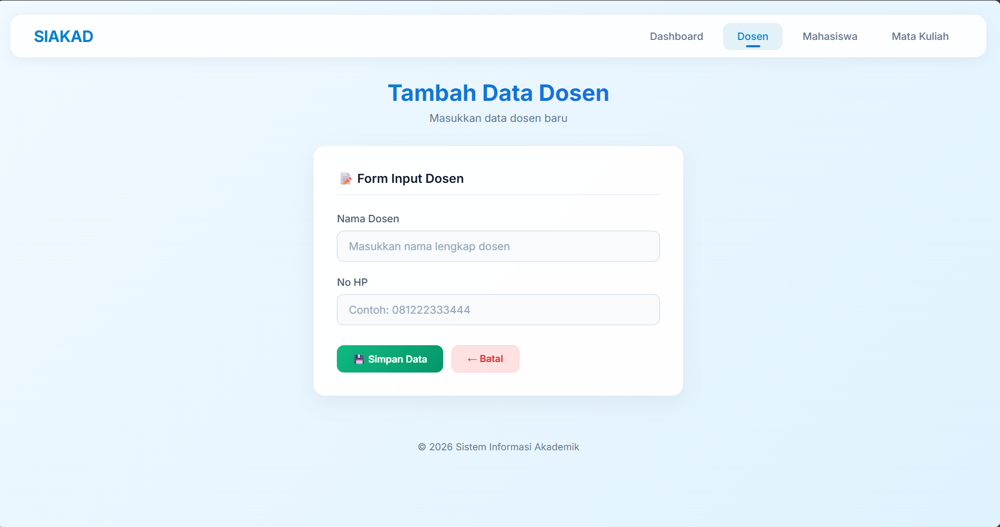 SIAKAD
Dashboard
Dosen
Mahasiswa
Mata Kuliah
Tambah Data Dosen
Masukkan data dosen baru
📝 Form Input Dosen
Nama Dosen
Masukkan nama lengkap dosen
No HP
Contoh: 081222333444
💾 Simpan Data
← Batal
© 2026 Sistem Informasi Akademik